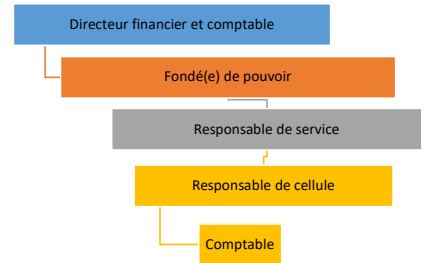 Directeur financier et comptable
Fondé(e) de pouvoir
Responsable de service
Responsable de cellule
Comptable